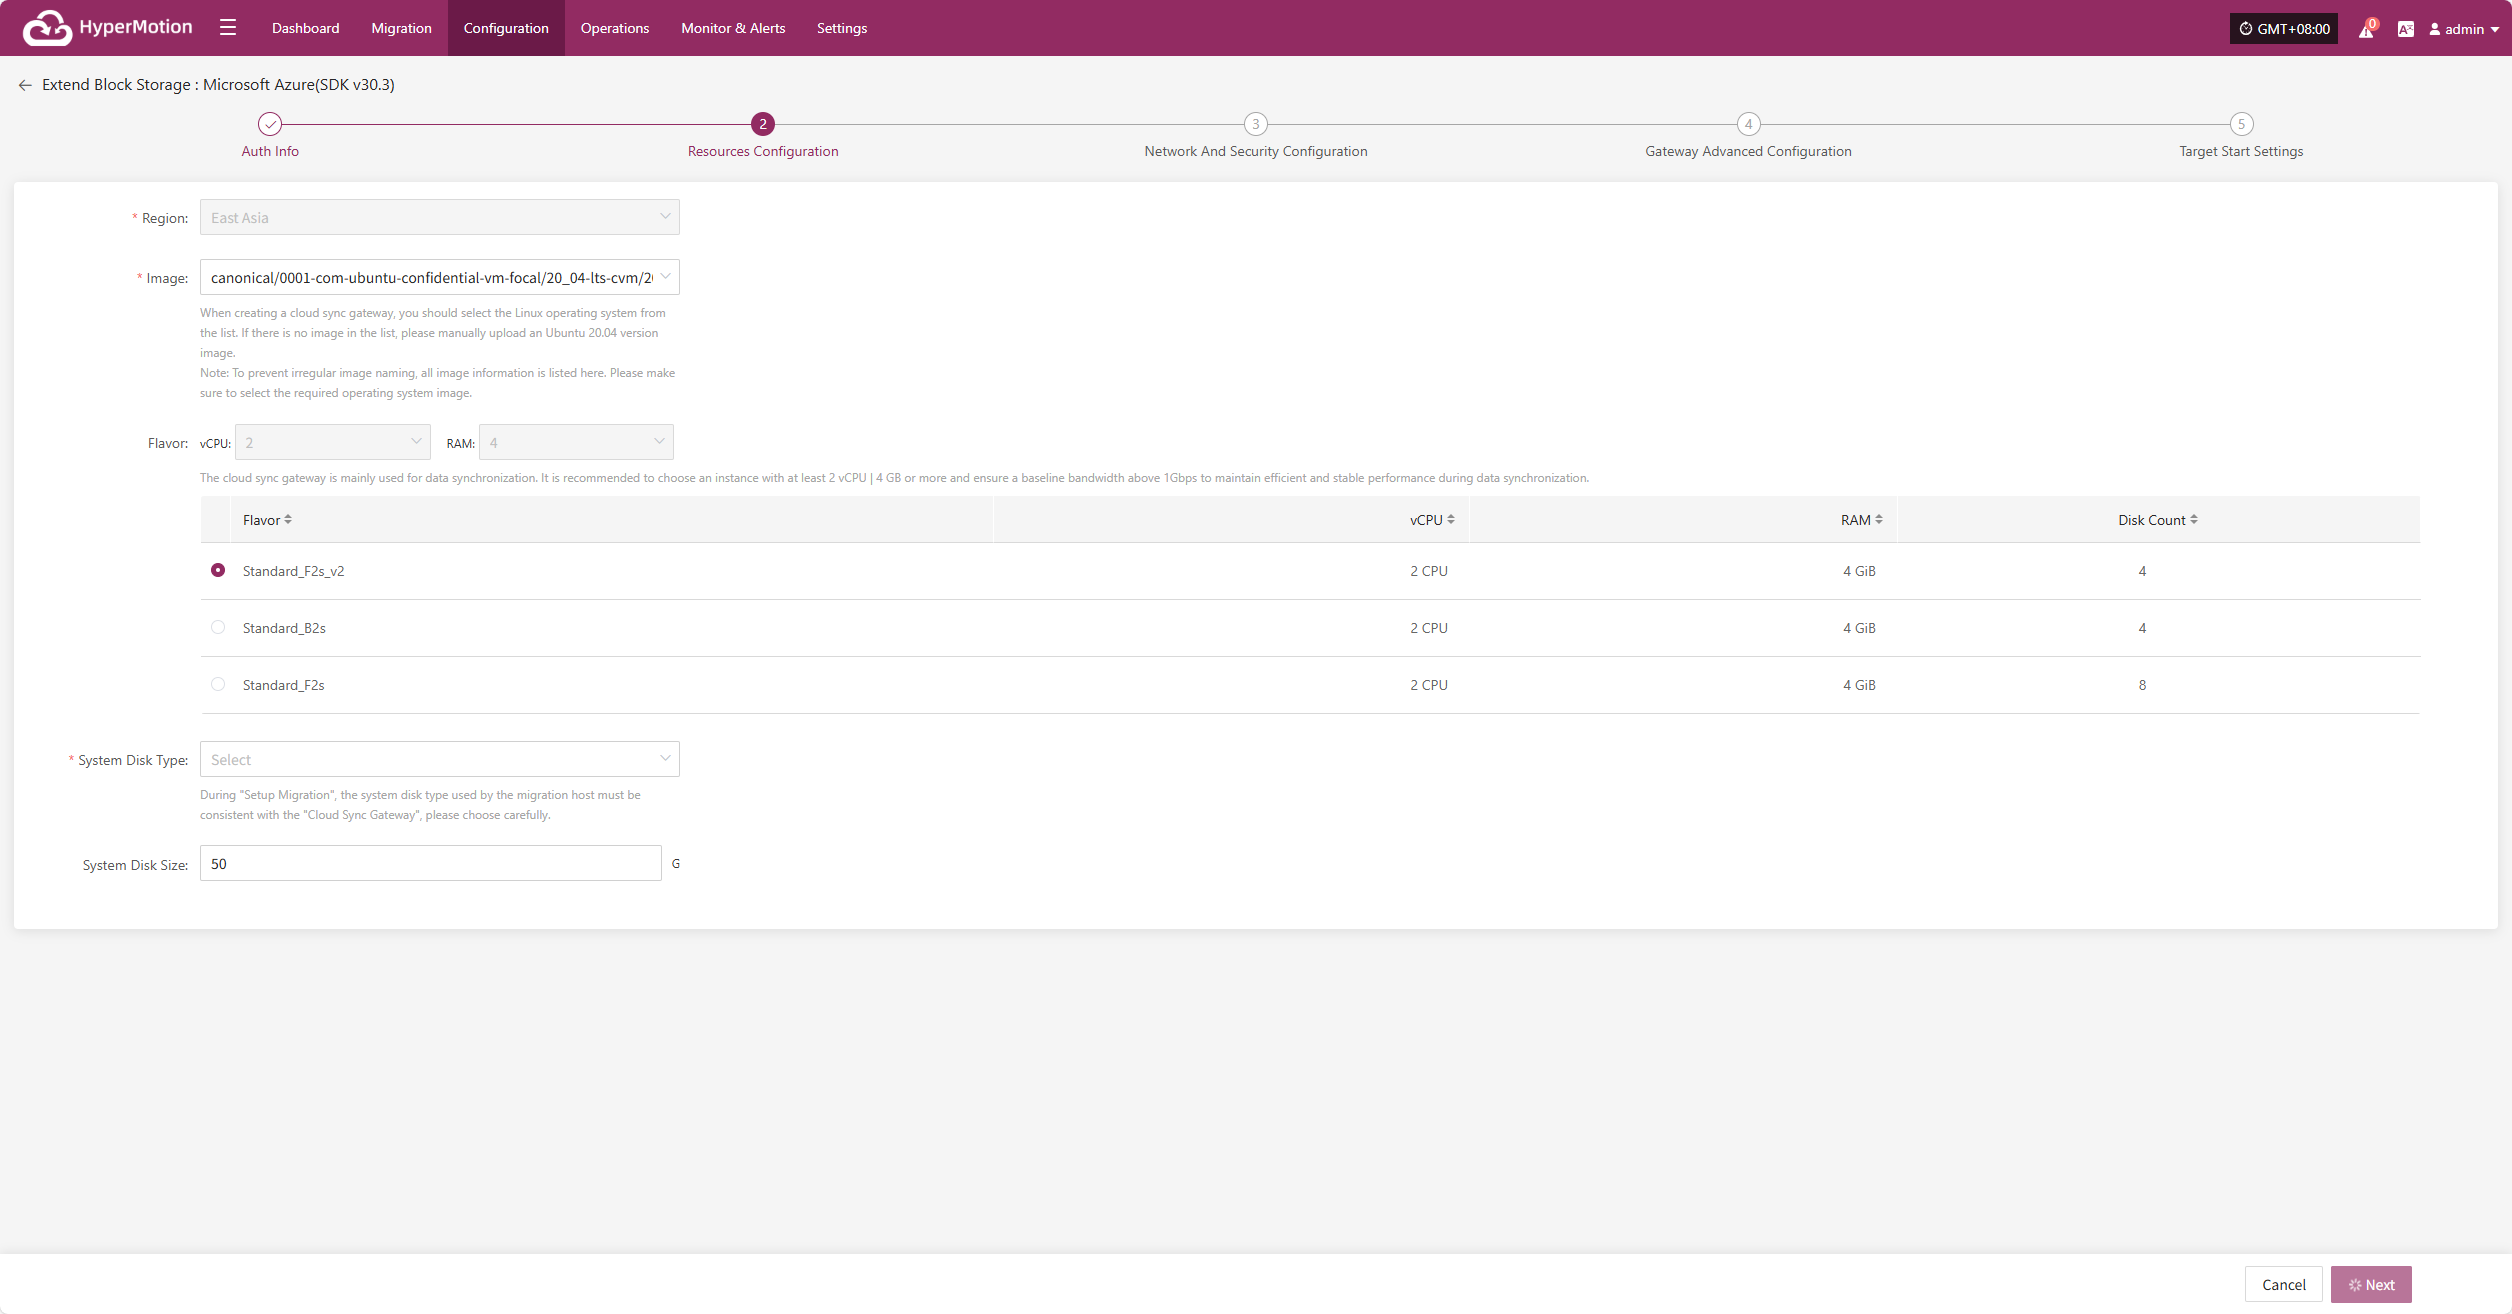 HyperMotion
Dashboard
Migration
Configuration
Operations
Monitor & Alerts
Settings
GMT+08:00
0
admin
Extend Block Storage : Microsoft Azure(SDK v30.3)
2
3
4
5
Auth Info
Resources Configuration
Network And Security Configuration
Gateway Advanced Configuration
Target Start Settings
* Region:
East Asia
* Image:
canonical/0001-com-ubuntu-confidential-vm-focal/20_04-lts-cvm/2
When creating a cloud sync gateway, you should select the Linux operating system from
the list. If there is no image in the list, please manually upload an Ubuntu 20.04 version
image.
Note: To prevent irregular image naming, all image information is listed here. Please make
sure to select the required operating system image.
Flavor:
vCPU:
2
RAM:
4
The cloud sync gateway is mainly used for data synchronization. It is recommended to choose an instance with at least 2 vCPU | 4 GB or more and ensure a baseline bandwidth above 1Gbps to maintain efficient and stable performance during data synchronization.
Flavor
vCPU
RAM
Disk Count
Standard_F2s_v2
2 CPU
4 GiB
4
Standard_B2s
2 CPU
4 GiB
4
Standard_F2s
2 CPU
4 GiB
8
* System Disk Type:
Select
During "Setup Migration", the system disk type used by the migration host must be
consistent with the "Cloud Sync Gateway", please choose carefully.
System Disk Size:
50
G
Cancel
Next